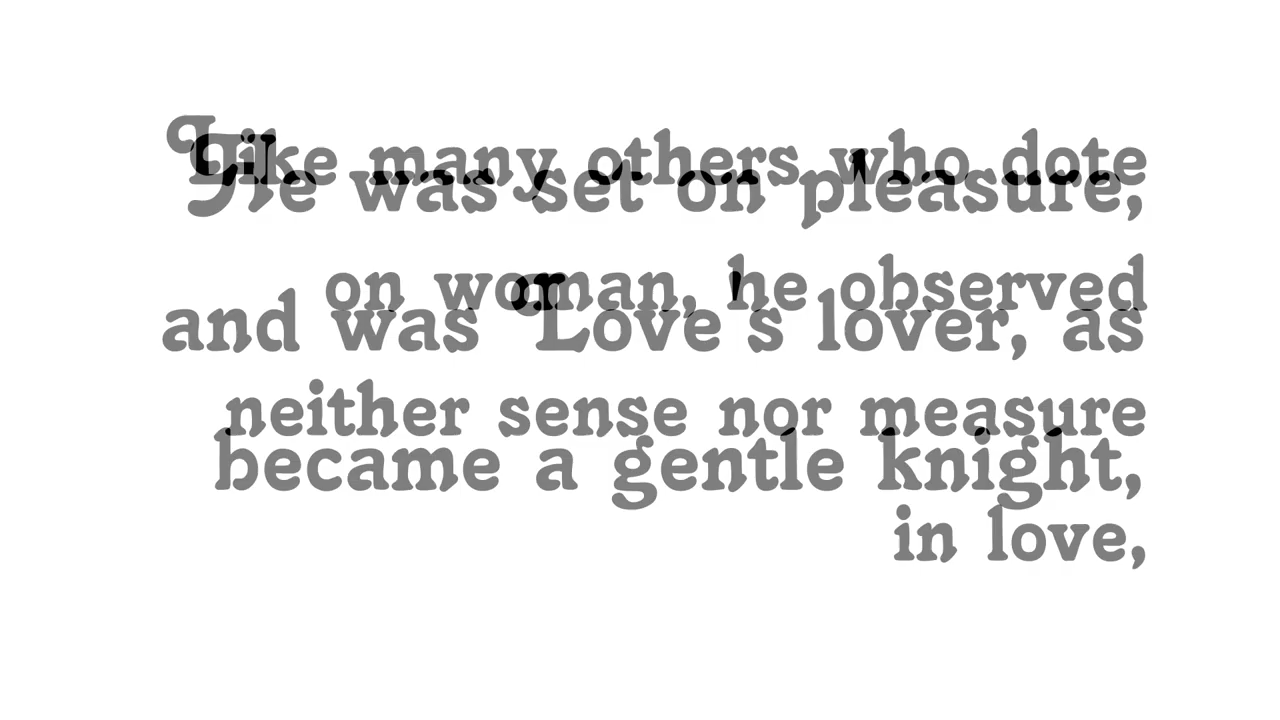 He was set on pleasure,
and was Love's lover, as
became a gentle knight,
Like many others who dote
on woman, he observed
neither sense nor measure
in love,